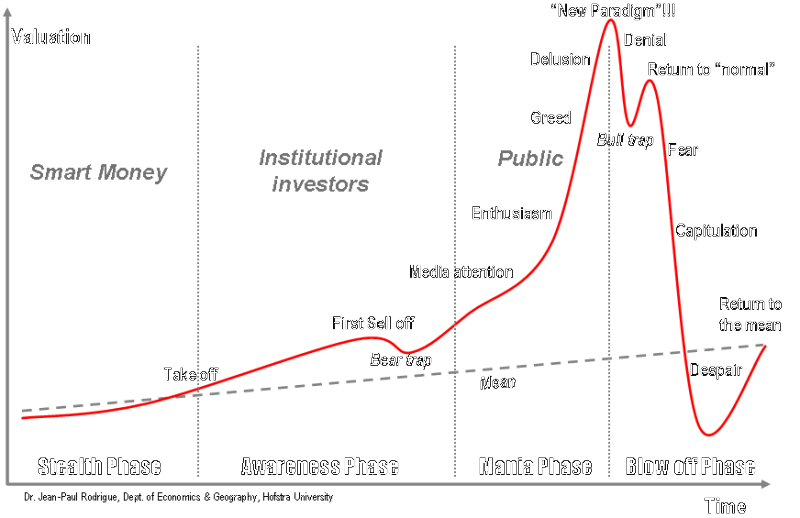 “New Paradigm”!!!
Valuation
Denial
Delusion
Return to “normal”
Greed
Bull trap
Fear
Smart Money
Institutional
investors
Public
Enthusiasm
Capitulation
Media attention
Return to
the mean
First Sell off
Bear trap
Take off
Mean
Despair
Stealth Phase
Awareness Phase
Mania Phase
Blow off Phase
Dr. Jean-Paul Rodrigue, Dept. of Economics & Geography, Hofstra University
Time